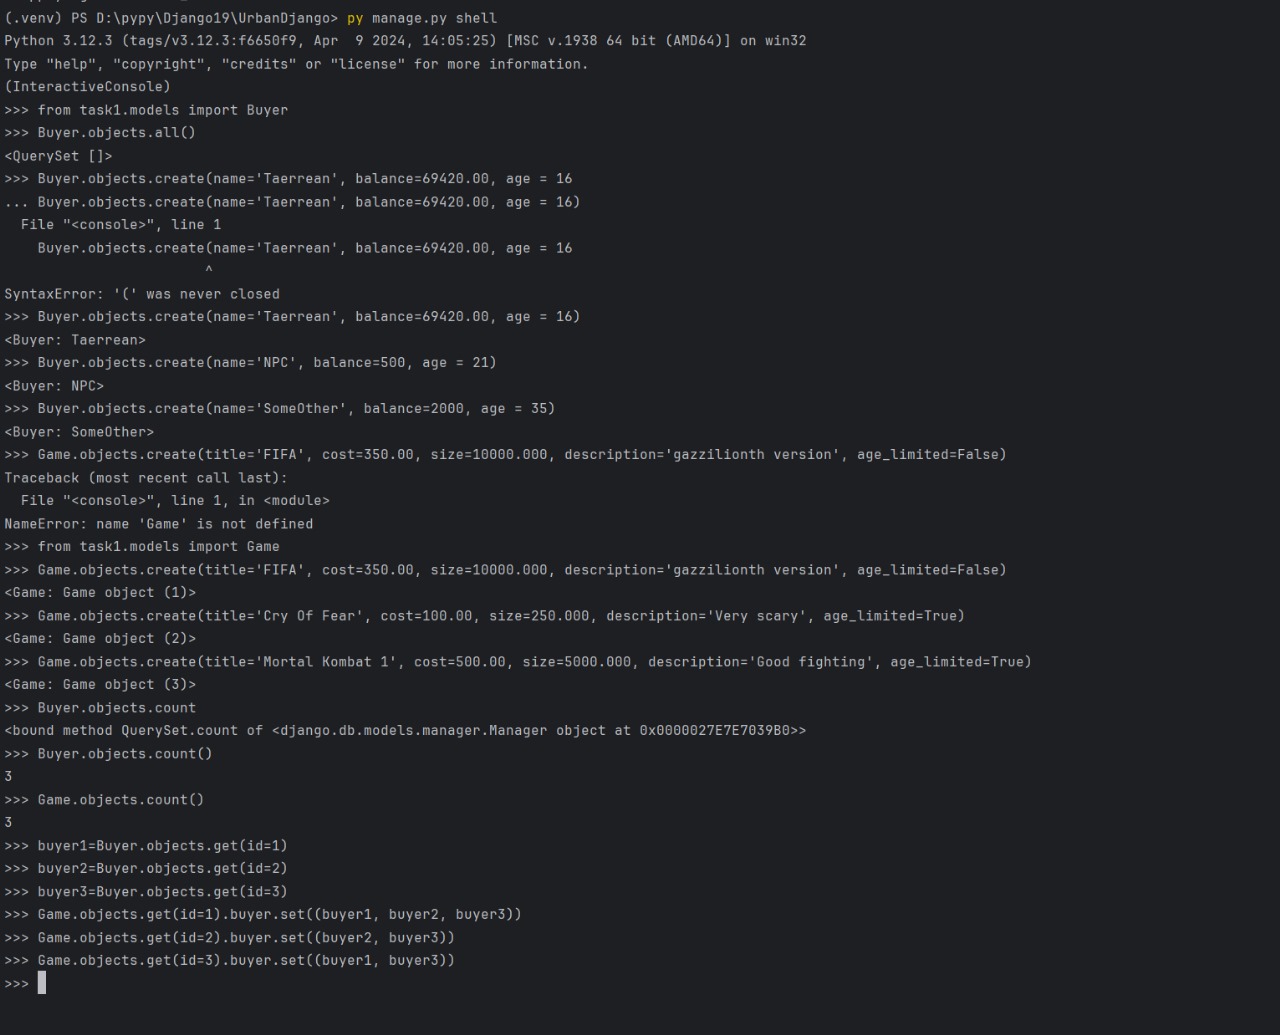 (.venv) PS D:\pypy\Django19\UrbanDjango> py manage.py shell
Python 3.12.3 (tags/v3.12.3:f6650f9, Apr  9 2024, 14:05:25) [MSC v.1938 64 bit (AMD64)] on win32
Type "help", "copyright", "credits" or "license" for more information.
(InteractiveConsole)
>>> from task1.models import Buyer
>>> Buyer.objects.all()
<QuerySet []>
>>> Buyer.objects.create(name='Taerrean', balance=69420.00, age = 16
... Buyer.objects.create(name='Taerrean', balance=69420.00, age = 16)
  File "<console>", line 1
    Buyer.objects.create(name='Taerrean', balance=69420.00, age = 16
                        ^
SyntaxError: '(' was never closed
>>> Buyer.objects.create(name='Taerrean', balance=69420.00, age = 16)
<Buyer: Taerrean>
>>> Buyer.objects.create(name='NPC', balance=500, age = 21)
<Buyer: NPC>
>>> Buyer.objects.create(name='SomeOther', balance=2000, age = 35)
<Buyer: SomeOther>
>>> Game.objects.create(title='FIFA', cost=350.00, size=10000.000, description='gazzilionth version', age_limited=False)
Traceback (most recent call last):
  File "<console>", line 1, in <module>
NameError: name 'Game' is not defined
>>> from task1.models import Game
>>> Game.objects.create(title='FIFA', cost=350.00, size=10000.000, description='gazzilionth version', age_limited=False)
<Game: Game object (1)>
>>> Game.objects.create(title='Cry Of Fear', cost=100.00, size=250.000, description='Very scary', age_limited=True)
<Game: Game object (2)>
>>> Game.objects.create(title='Mortal Kombat 1', cost=500.00, size=5000.000, description='Good fighting', age_limited=True)
<Game: Game object (3)>
>>> Buyer.objects.count
<bound method QuerySet.count of <django.db.models.manager.Manager object at 0x0000027E7E7039B0>>
>>> Buyer.objects.count()
3
>>> Game.objects.count()
3
>>> buyer1=Buyer.objects.get(id=1)
>>> buyer2=Buyer.objects.get(id=2)
>>> buyer3=Buyer.objects.get(id=3)
>>> Game.objects.get(id=1).buyer.set((buyer1, buyer2, buyer3))
>>> Game.objects.get(id=2).buyer.set((buyer2, buyer3))
>>> Game.objects.get(id=3).buyer.set((buyer1, buyer3))
>>>